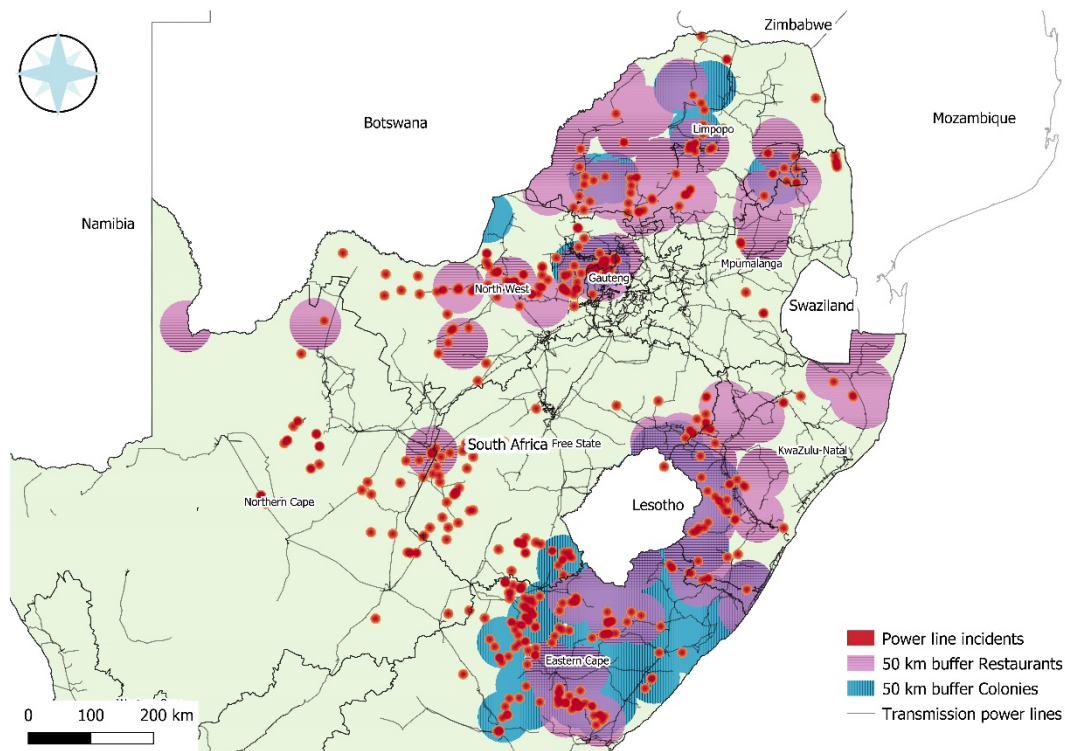 Zimbabwe
Botswana
Mozambique
Limpopo
Namibia
Mpumalanga
North West
Gauteng
Swaziland
South Africa
Free State
KwaZulu-Natal
Northern Cape
Lesotho
Eastern Cape
Power line incidents
50 km buffer Restaurants
50 km buffer Colonies
Transmission power lines
0 100 200 km